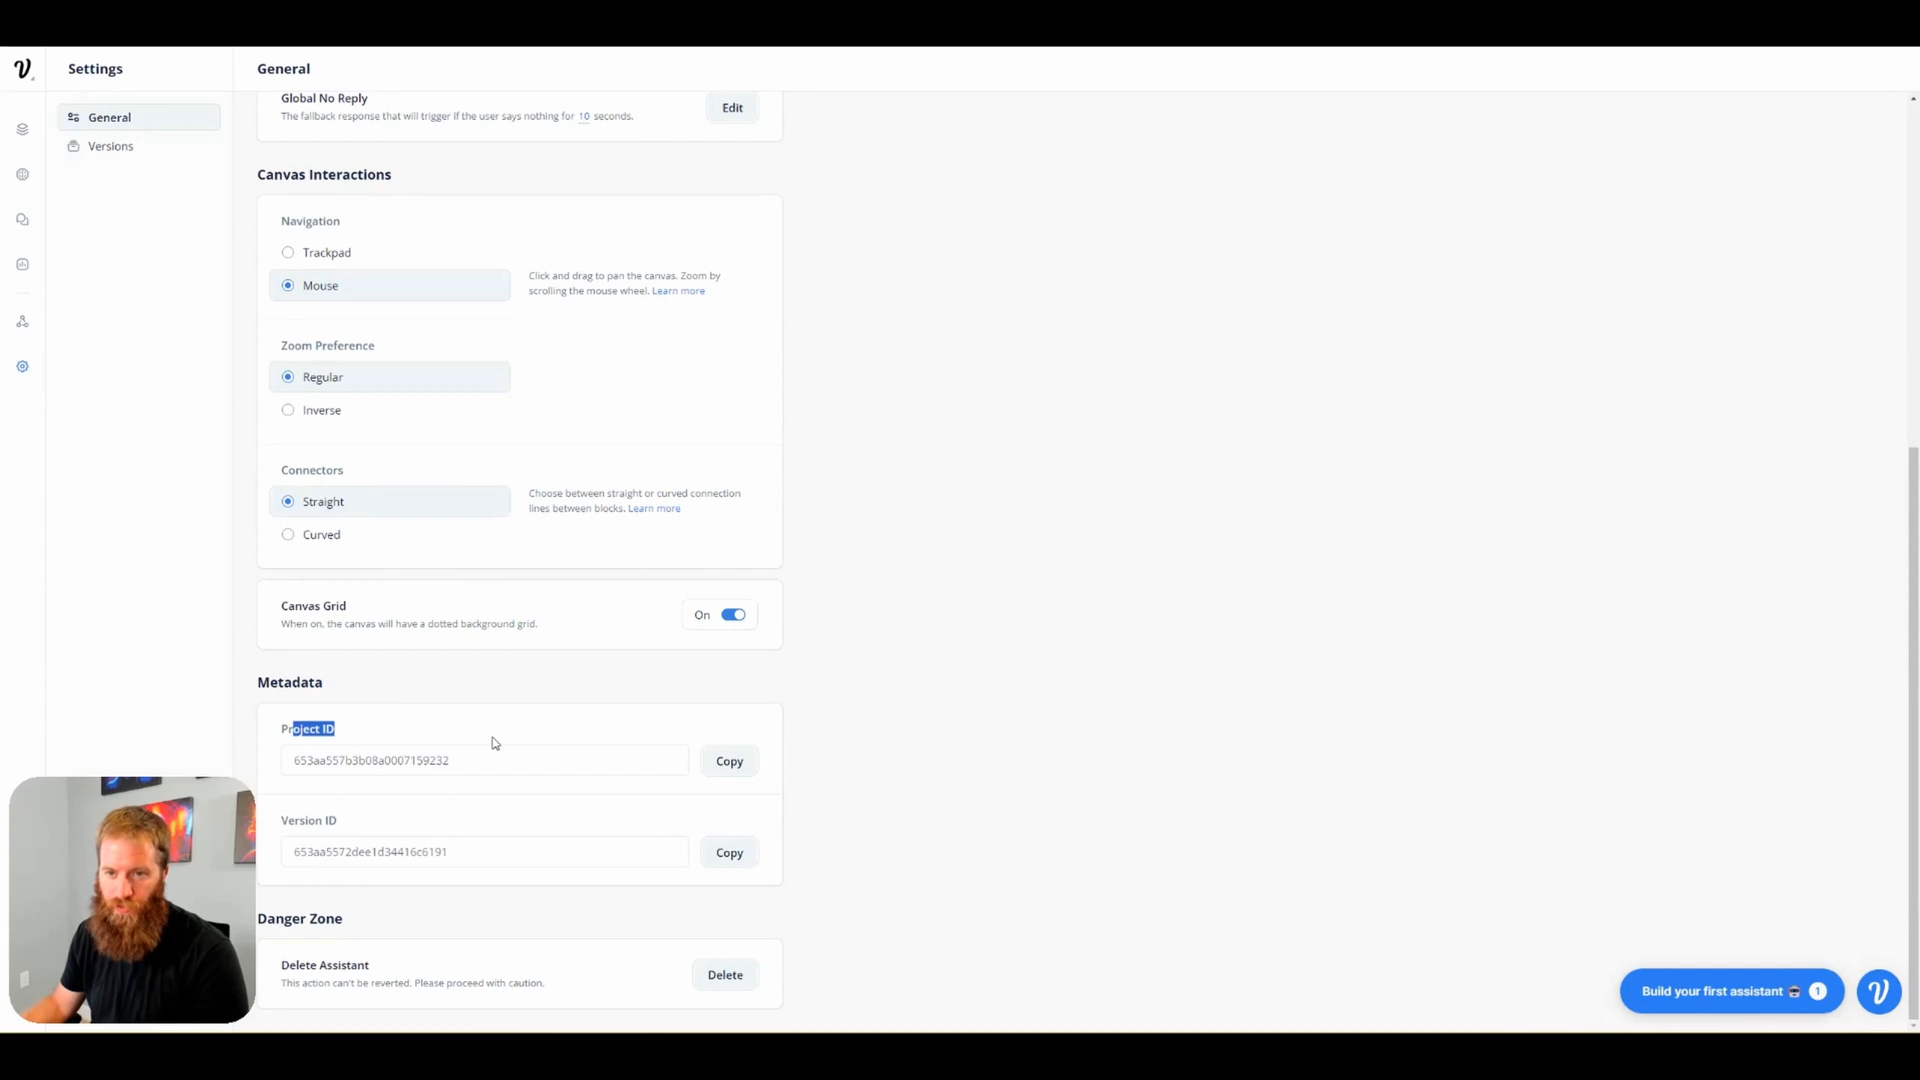 Settings
General
General
Versions
Global No Reply
The fallback response that will trigger if the user says nothing for 10 seconds.
Edit
Canvas Interactions
Navigation
Trackpad
Mouse
Click and drag to pan the canvas. Zoom by
scrolling the mouse wheel. Learn more
Zoom Preference
Regular
Inverse
Connectors
Straight
Choose between straight or curved connection
lines between blocks. Learn more
Curved
Canvas Grid
When on, the canvas will have a dotted background grid.
On
Metadata
Project ID
653aa557b3b08a0007159232
Copy
Version ID
653aa5572dee1d34416c6191
Copy
Danger Zone
Delete Assistant
This action can't be reverted. Please proceed with caution.
Delete
Build your first assistant 1